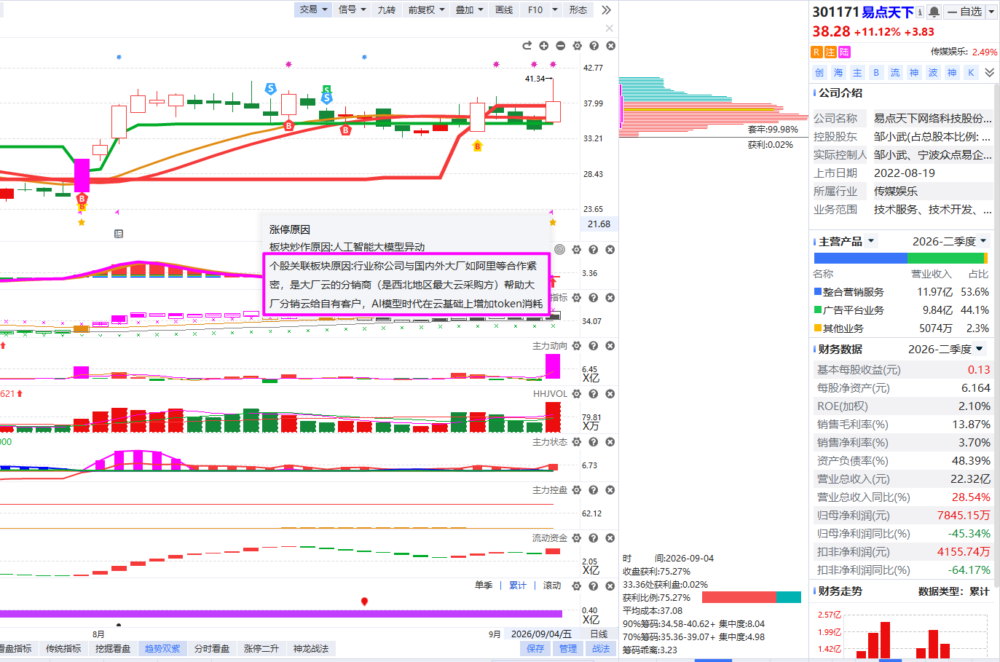 交易 信号 九转 前复权 叠加 画线 F10 形态
42.77
41.34
37.99
33.21
28.43
23.65
21.68
S
S
S
B
B
B
B
B
涨停原因
板块炒作原因:人工智能大模型异动
个股关联板块原因:行业称公司与国内外大厂如阿里等合作紧
密，是大厂云的分销商（是西北地区最大云采购方）帮助大
厂分销云给自有客户，AI模型时代在云基础上增加token消耗
3.36
指标
34.07
主力动向
6.45
X亿
621
HHJVOL
79.81
X万
000
主力状态
6.73
主力控盘
62.12
流动资金
2.05
X亿
单季 | 累计 | 滚动
0.40
X亿
8月 9月 2026/09/04/五 日线
看盘指标 传统指标 挖掘看盘 趋势双紫 分时看盘 涨停二升 神龙战法 保存 管理 战法
套牢:99.98%
获利:0.02%
时 间:2026-09-04
收盘获利:75.27%
33.36处获利盘:0.02%
获利比例:75.27%
平均成本:37.08
90%筹码:34.58-40.62+ 集中度:8.04
70%筹码:35.36-39.07+ 集中度:4.98
筹码乖离:3.23
301171 易点天下 自选
38.28 +11.12% +3.83
R 注 陆 传媒娱乐: 2.49%
创 海 主 B 流 神 波 神 K
公司介绍
公司名称 易点天下网络科技股份...
控股股东 邹小武(占总股本比例: ...
实际控制人 邹小武、宁波众点易企...
上市日期 2022-08-19
所属行业 传媒娱乐
业务范围 技术服务、技术开发、...
主营产品 2026-二季度
名称 营业收入 占比
整合营销服务 11.97亿 53.6%
广告平台业务 9.84亿 44.1%
其他业务 5074万 2.3%
财务数据 2026-二季度
基本每股收益(元) 0.13
每股净资产(元) 6.164
ROE(加权) 2.10%
销售毛利率(%) 13.87%
销售净利率(%) 3.70%
资产负债率(%) 48.39%
营业总收入(元) 22.32亿
营业总收入同比(%) 28.54%
归母净利润(元) 7845.15万
归母净利润同比(%) -45.34%
扣非净利润(元) 4155.74万
扣非净利润同比(%) -64.17%
财务走势 数据类型：累计
2.57亿
1.99亿
1.42亿